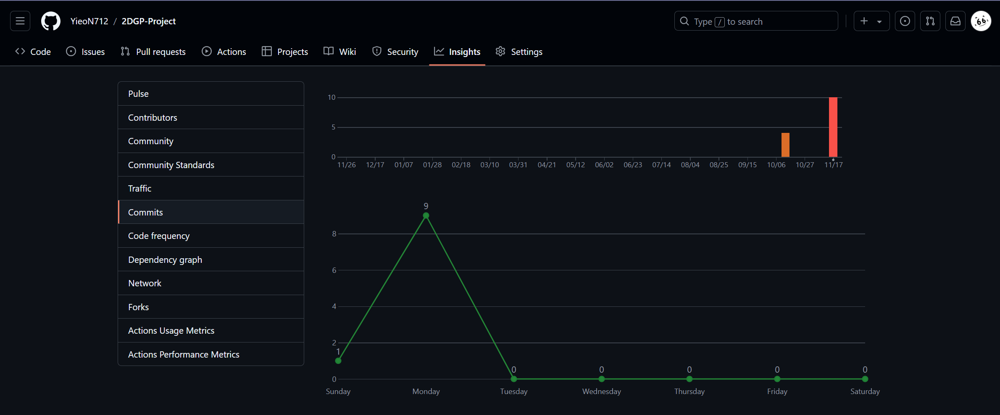 YieoN712 / 2DGP-Project
Type / to search
Code Issues Pull requests Actions Projects Wiki Security Insights Settings
Pulse
Contributors
Community
Community Standards
Traffic
Commits
Code frequency
Dependency graph
Network
Forks
Actions Usage Metrics
Actions Performance Metrics
10
5
0
11/26 12/17 01/07 01/28 02/18 03/10 03/31 04/21 05/12 06/02 06/23 07/14 08/04 08/25 09/15 10/06 10/27 11/17
9
8
6
4
2
1
0 0 0 0 0
0
Sunday Monday Tuesday Wednesday Thursday Friday Saturday